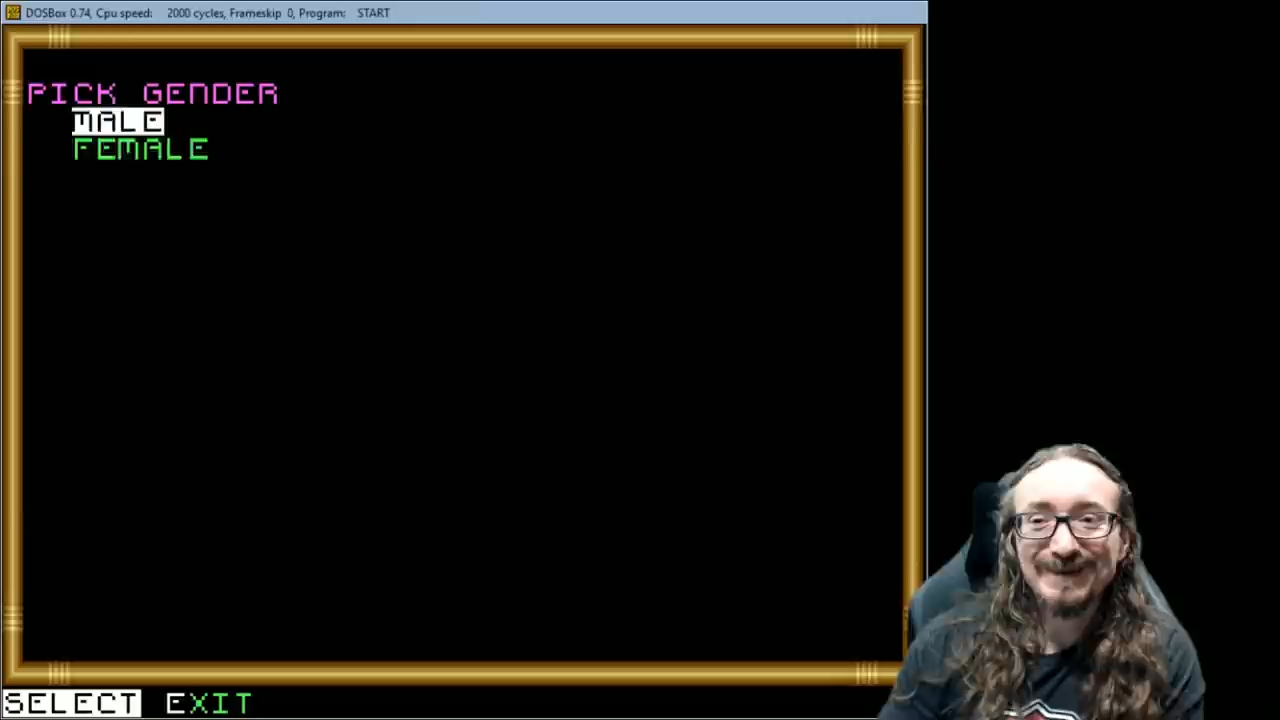 DOSBox 0.74, Cpu speed: 2000 cycles, Frameskip 0, Program: START
PICK GENDER
MALE
FEMALE
SELECT EXIT